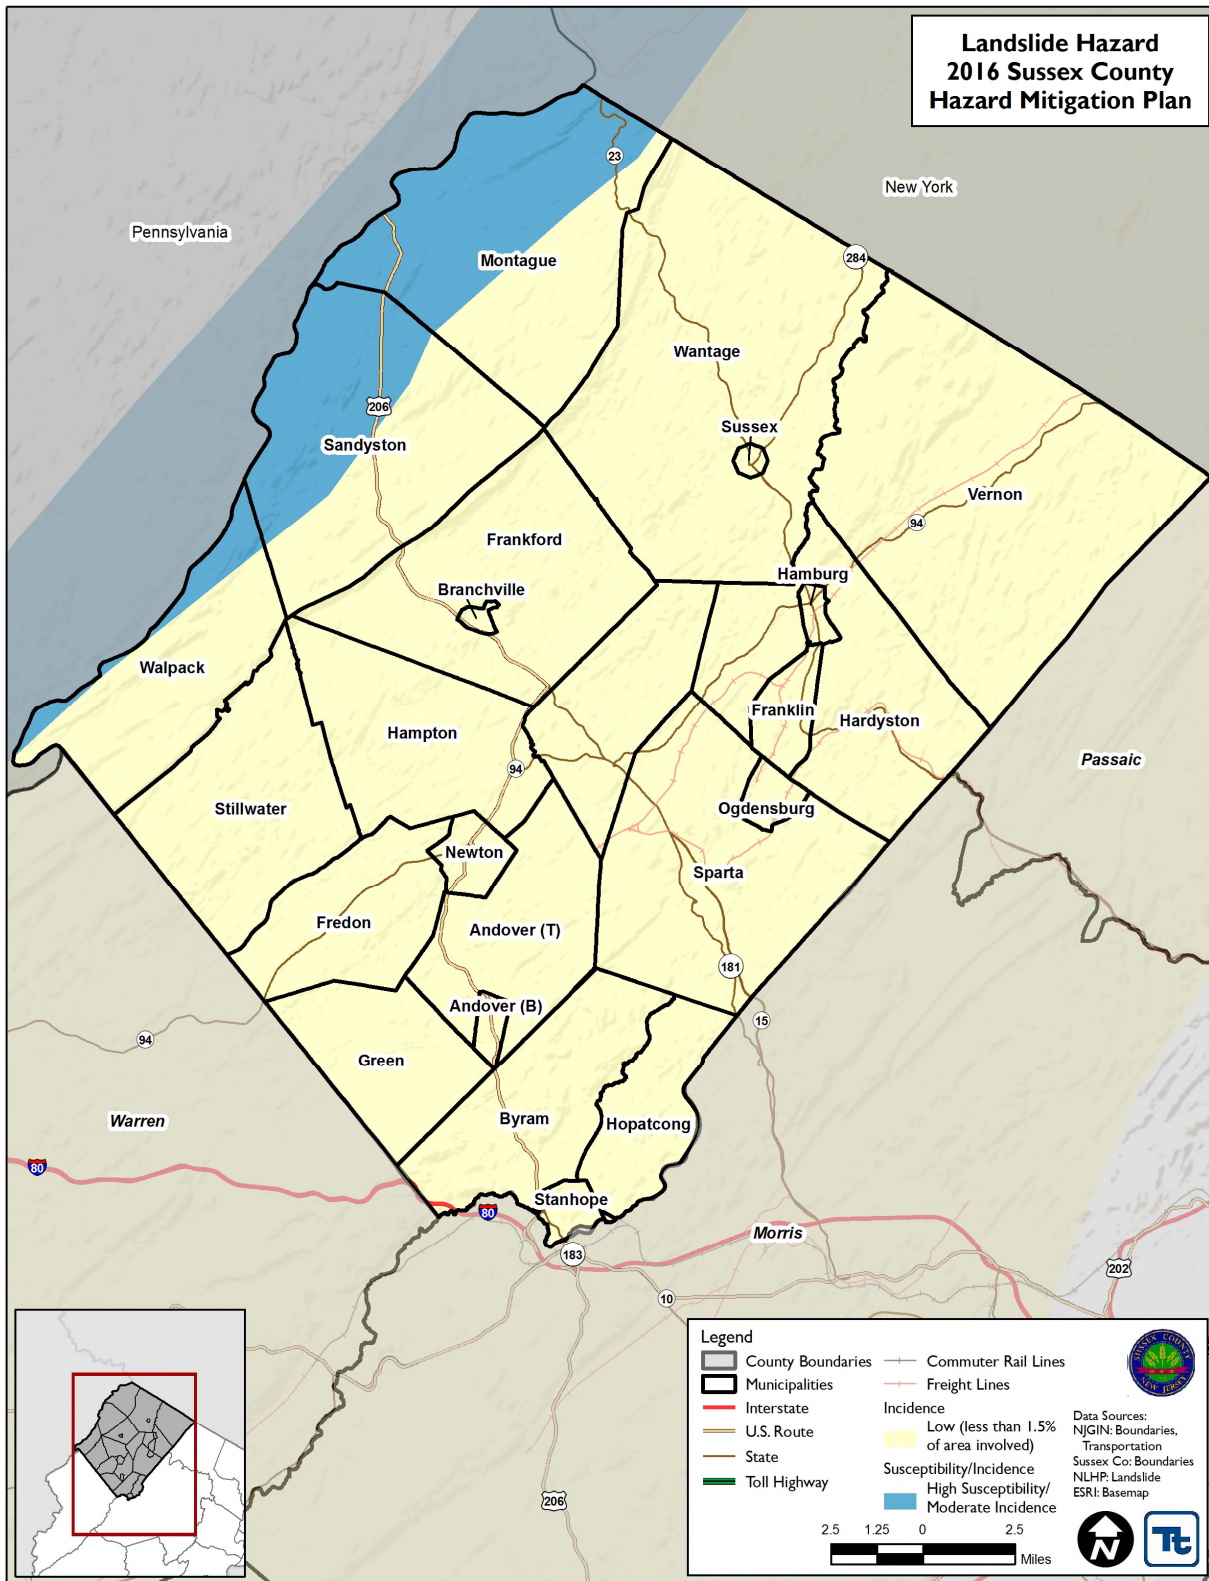 Landslide Hazard
2016 Sussex County
Hazard Mitigation Plan
New York
Pennsylvania
23
284
Montague
Wantage
206
Sussex
Sandyston
Vernon
94
Frankford
Hamburg
Branchville
Walpack
Franklin
Hardyston
Hampton
Passaic
94
Stillwater
Ogdensburg
Newton
Sparta
Fredon
Andover (T)
181
Andover (B)
15
94
Green
Warren
Byram
Hopatcong
80
Stanhope
80
Morris
183
202
10
206
Legend
County Boundaries
Municipalities
Interstate
U.S. Route
State
Toll Highway
Commuter Rail Lines
Freight Lines
Incidence
Low (less than 1.5%
of area involved)
Susceptibility/Incidence
High Susceptibility/
Moderate Incidence
SUSSEX COUNTY
NEW JERSEY
Data Sources:
NJGIN: Boundaries,
Transportation
Sussex Co: Boundaries
NLHP: Landslide
ESRI: Basemap
2.5 1.25 0 2.5
Miles
N
Tt